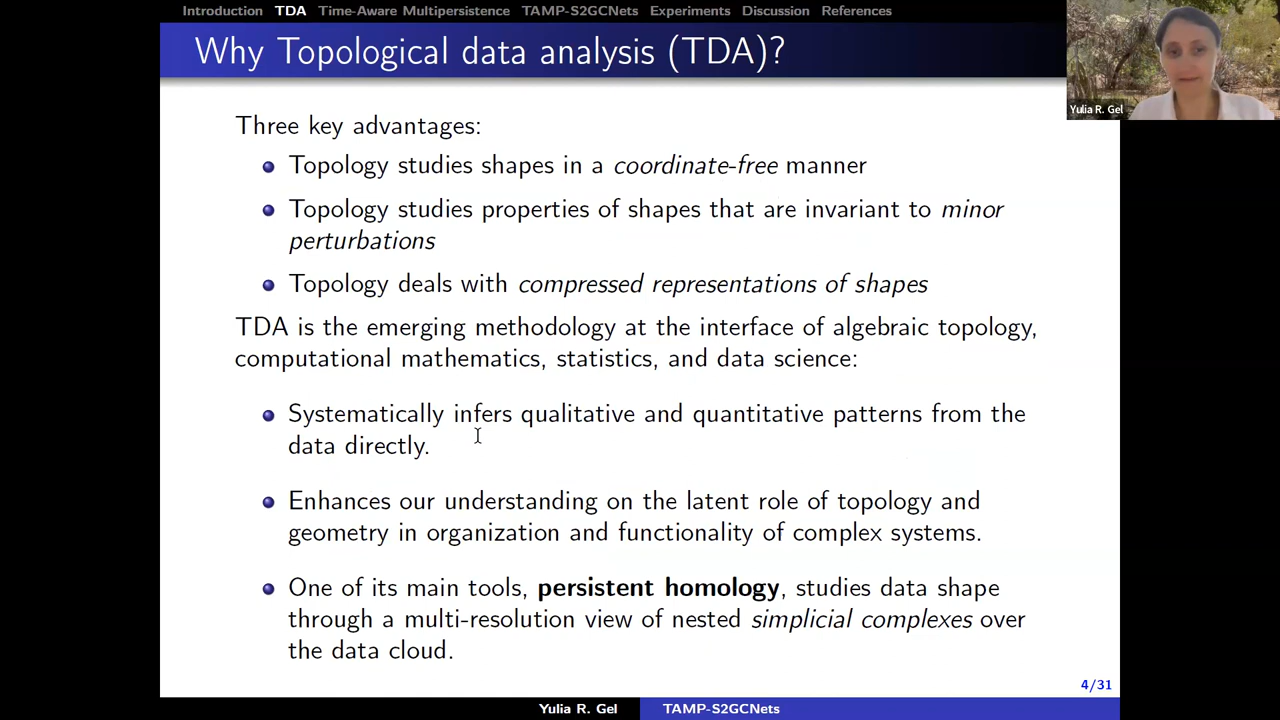 Introduction TDA Time-Aware Multipersistence TAMP-S2GCNets Experiments Discussion References
Why Topological data analysis (TDA)?
Yulia R. Gel
Three key advantages:
Topology studies shapes in a coordinate-free manner
Topology studies properties of shapes that are invariant to minor
perturbations
Topology deals with compressed representations of shapes
TDA is the emerging methodology at the interface of algebraic topology,
computational mathematics, statistics, and data science:
Systematically infers qualitative and quantitative patterns from the
data directly.
Enhances our understanding on the latent role of topology and
geometry in organization and functionality of complex systems.
One of its main tools, persistent homology, studies data shape
through a multi-resolution view of nested simplicial complexes over
the data cloud.
4/31
Yulia R. Gel TAMP-S2GCNets